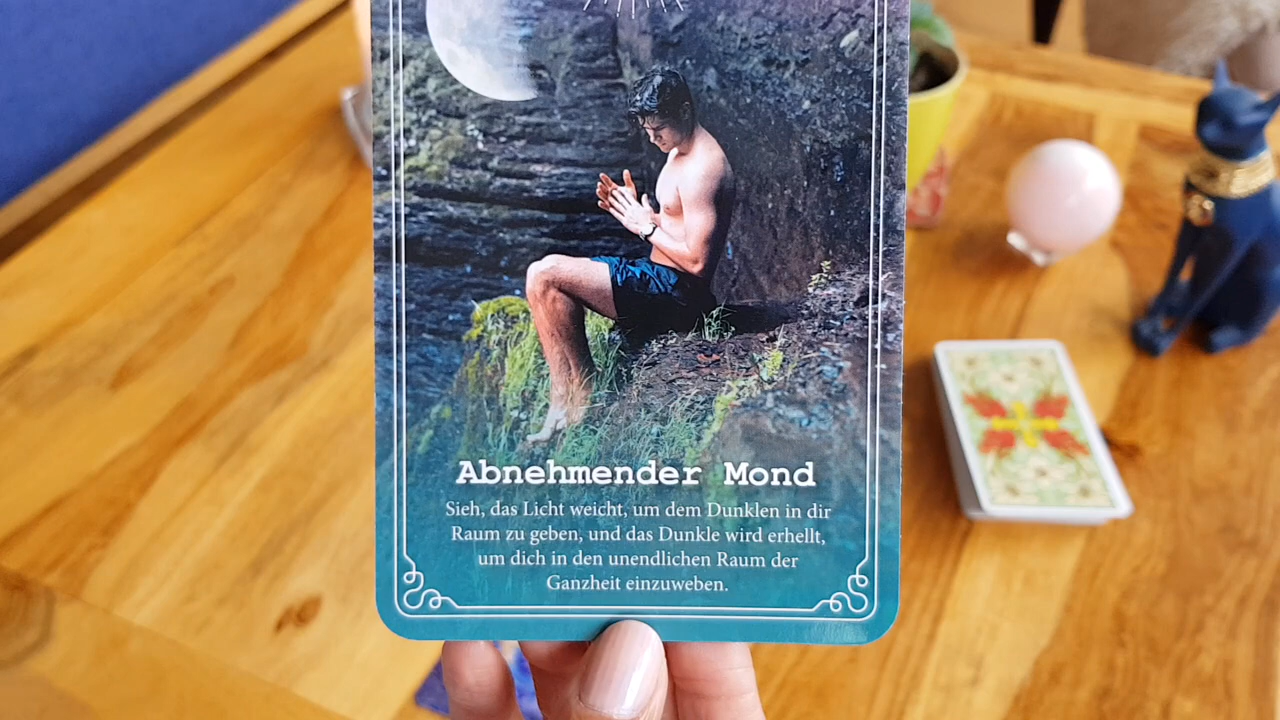 Abnehmender Mond
Sieh, das Licht weicht, um dem Dunklen in dir
Raum zu geben, und das Dunkle wird erhellt,
um dich in den unendlichen Raum der
Ganzheit einzuweben.